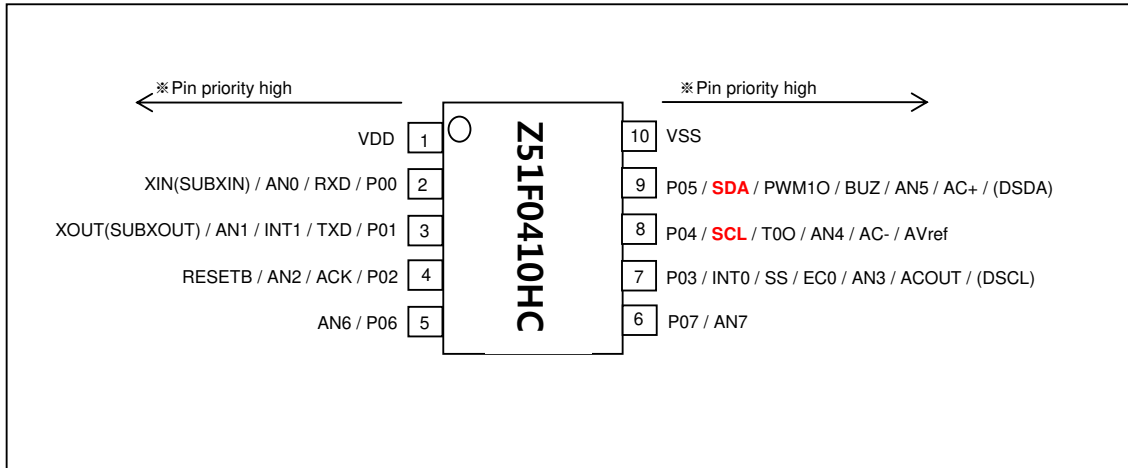 ※Pin priority high
※Pin priority high
VDD 1
10 VSS
XIN(SUBXIN) / AN0 / RXD / P00 2
9 P05 / SDA / PWM1O / BUZ / AN5 / AC+ / (DSDA)
XOUT(SUBXOUT) / AN1 / INT1 / TXD / P01 3
8 P04 / SCL / T0O / AN4 / AC- / AVref
RESETB / AN2 / ACK / P02 4
7 P03 / INT0 / SS / EC0 / AN3 / ACOUT / (DSCL)
AN6 / P06 5
6 P07 / AN7
Z51F0410HC